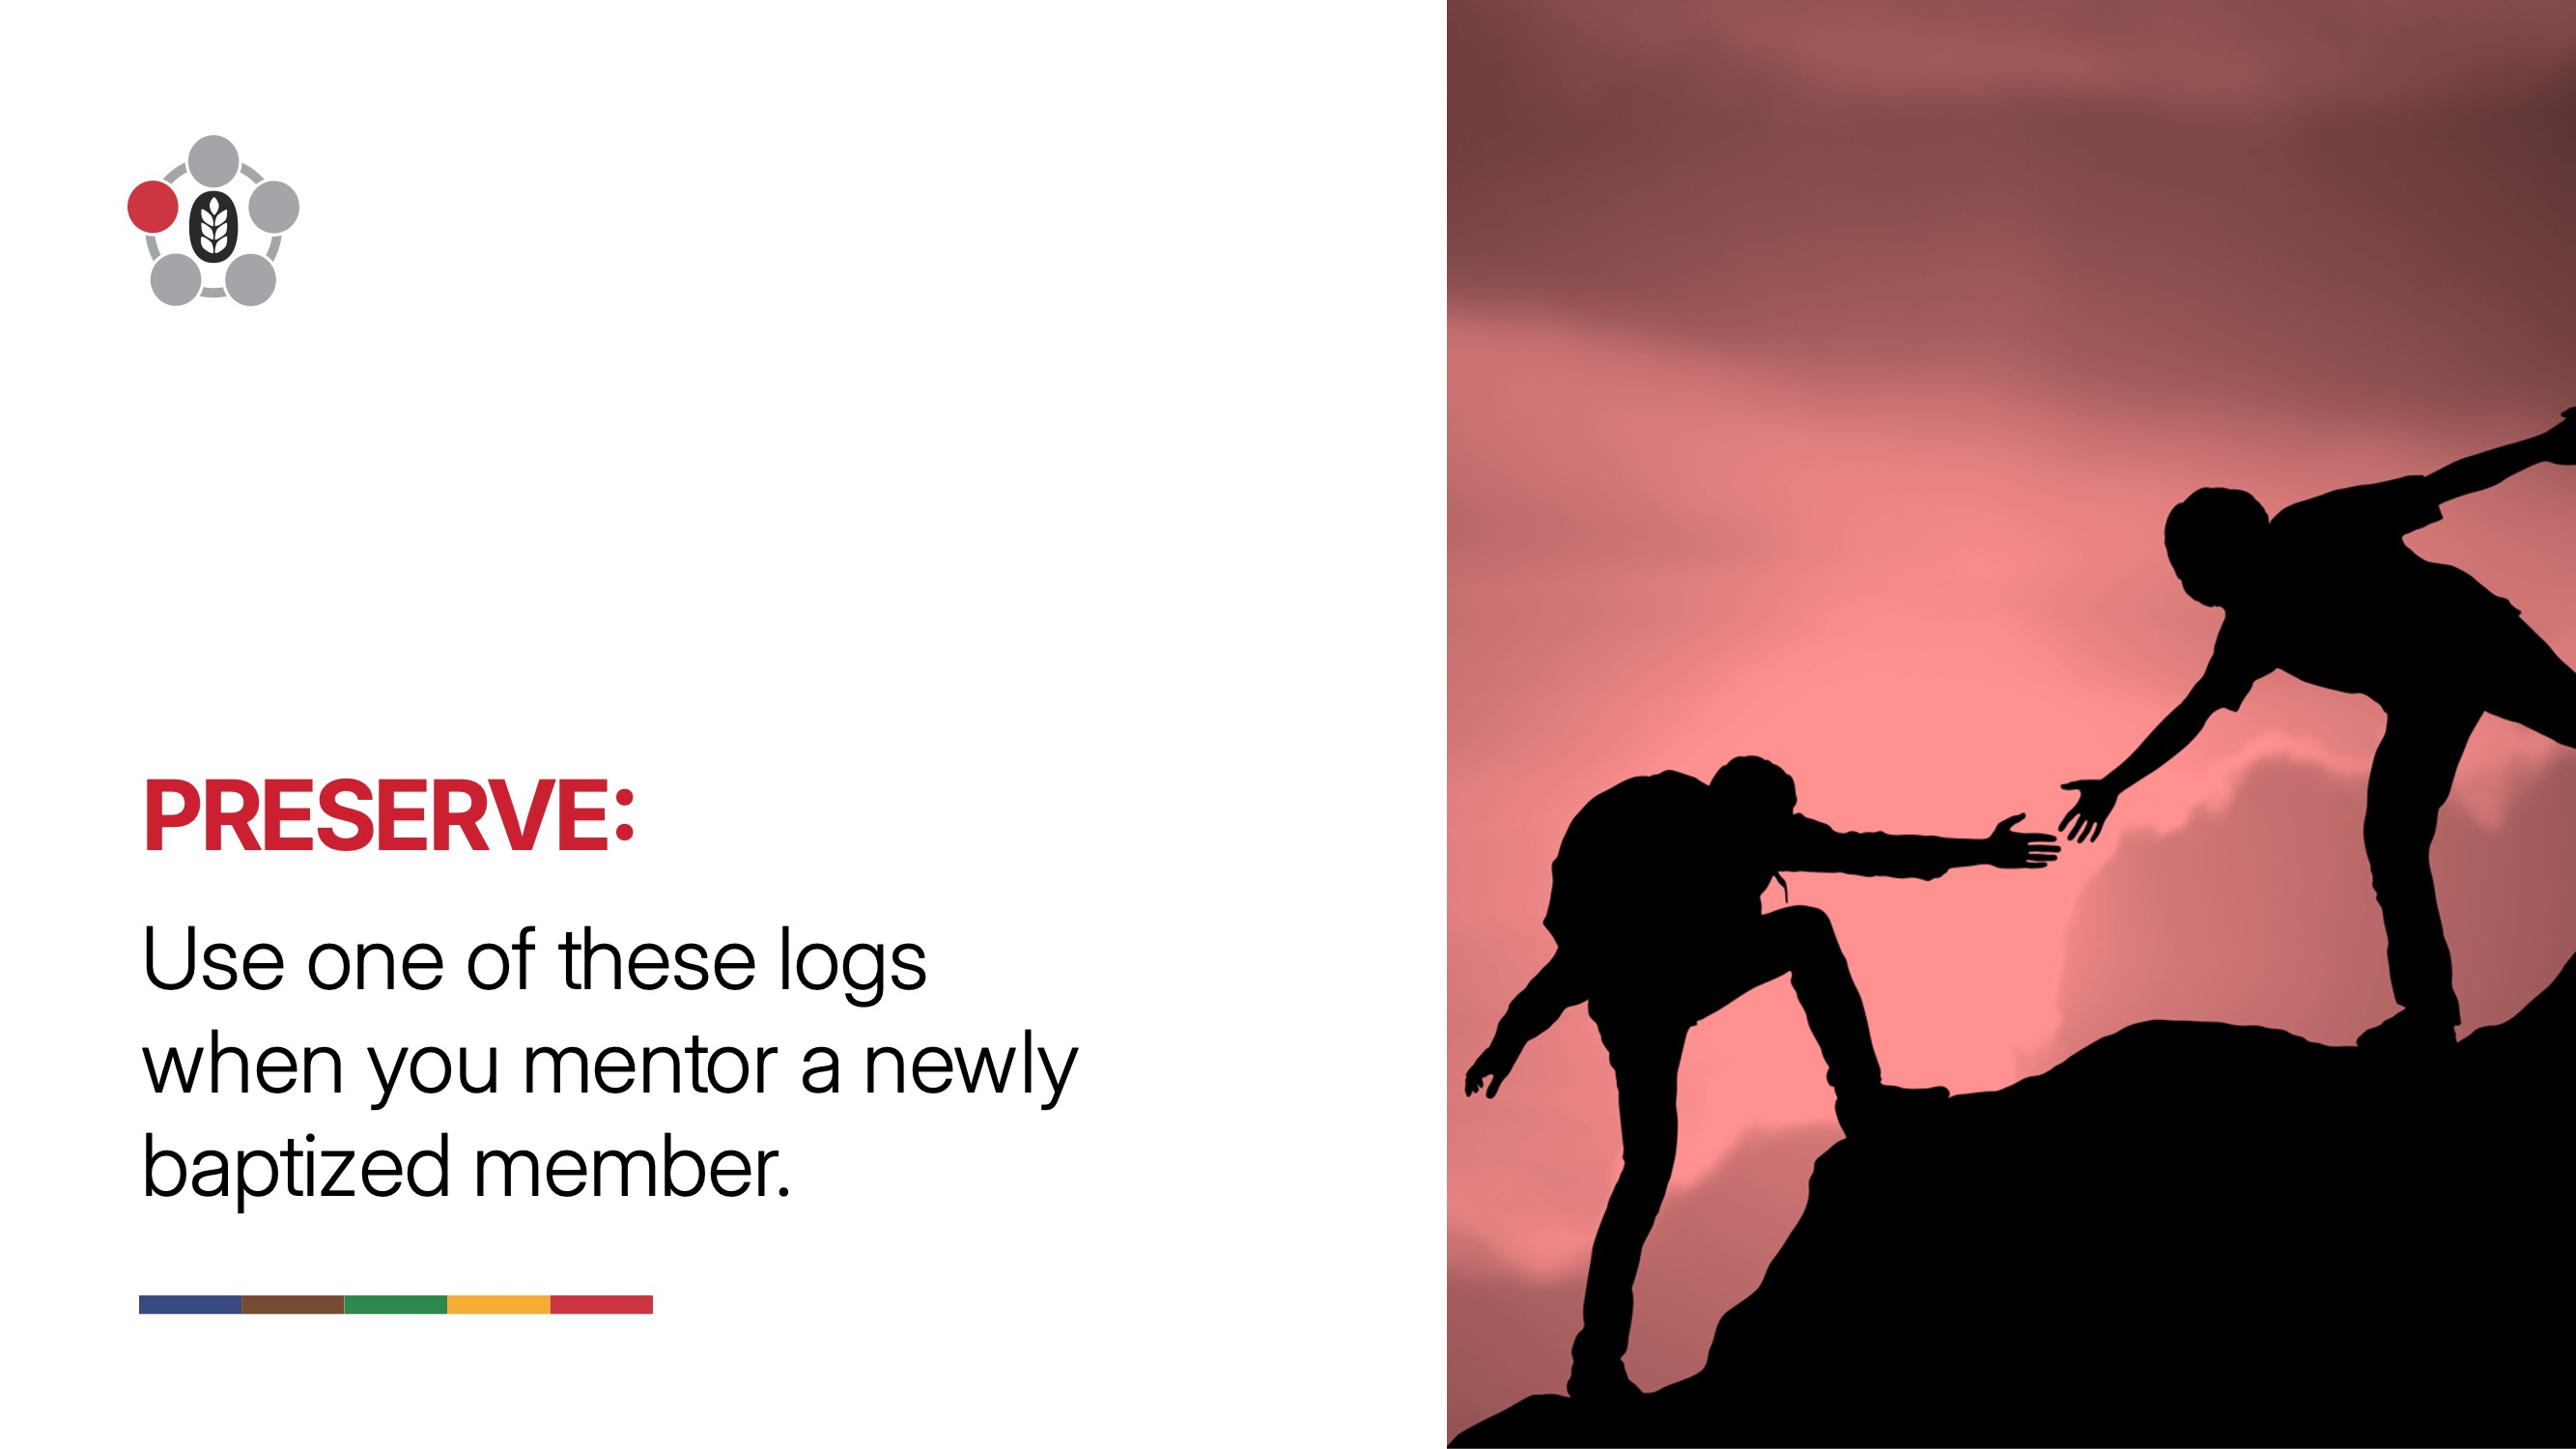 PRESERVE:
Use one of these logs
when you mentor a newly
baptized member.